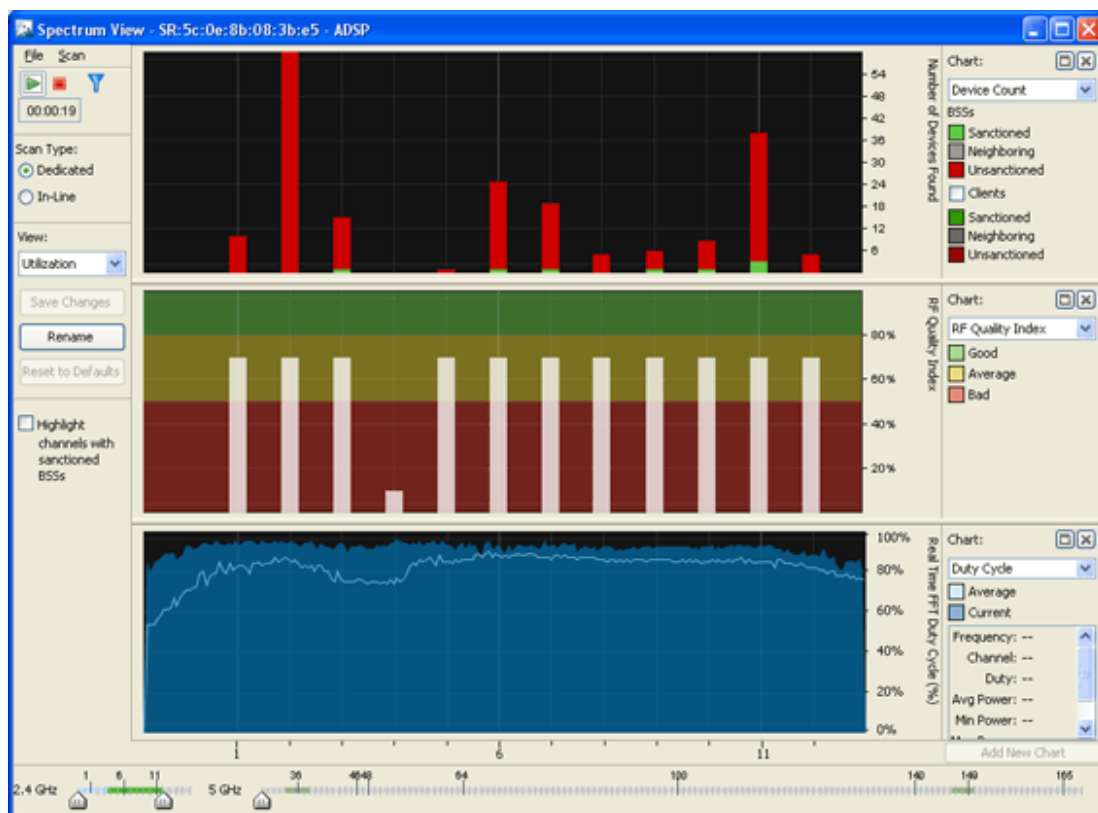 Spectrum View - SR:5c:0e:8b:08:3b:e5 - ADSP
File Scan
00:00:19
Scan Type:
Dedicated
In-Line
View:
Utilization
Save Changes
Rename
Reset to Defaults
Highlight
channels with
sanctioned
BSSs
54
48
42
36
30
24
18
12
6
Number of Devices Found
Chart:
Device Count
BSSs
Sanctioned
Neighboring
Unsanctioned
Clients
Sanctioned
Neighboring
Unsanctioned
80%
60%
40%
20%
RF Quality Index
Chart:
RF Quality Index
Good
Average
Bad
100%
80%
60%
40%
20%
0%
Real Time FFT Duty Cycle (%)
Chart:
Duty Cycle
Average
Current
Frequency: --
Channel: --
Duty: --
Avg Power: --
Min Power: --
1 6 11
Add New Chart
2.4 GHz 1 6 11 5 GHz 36 4648 64 100 140 149 165